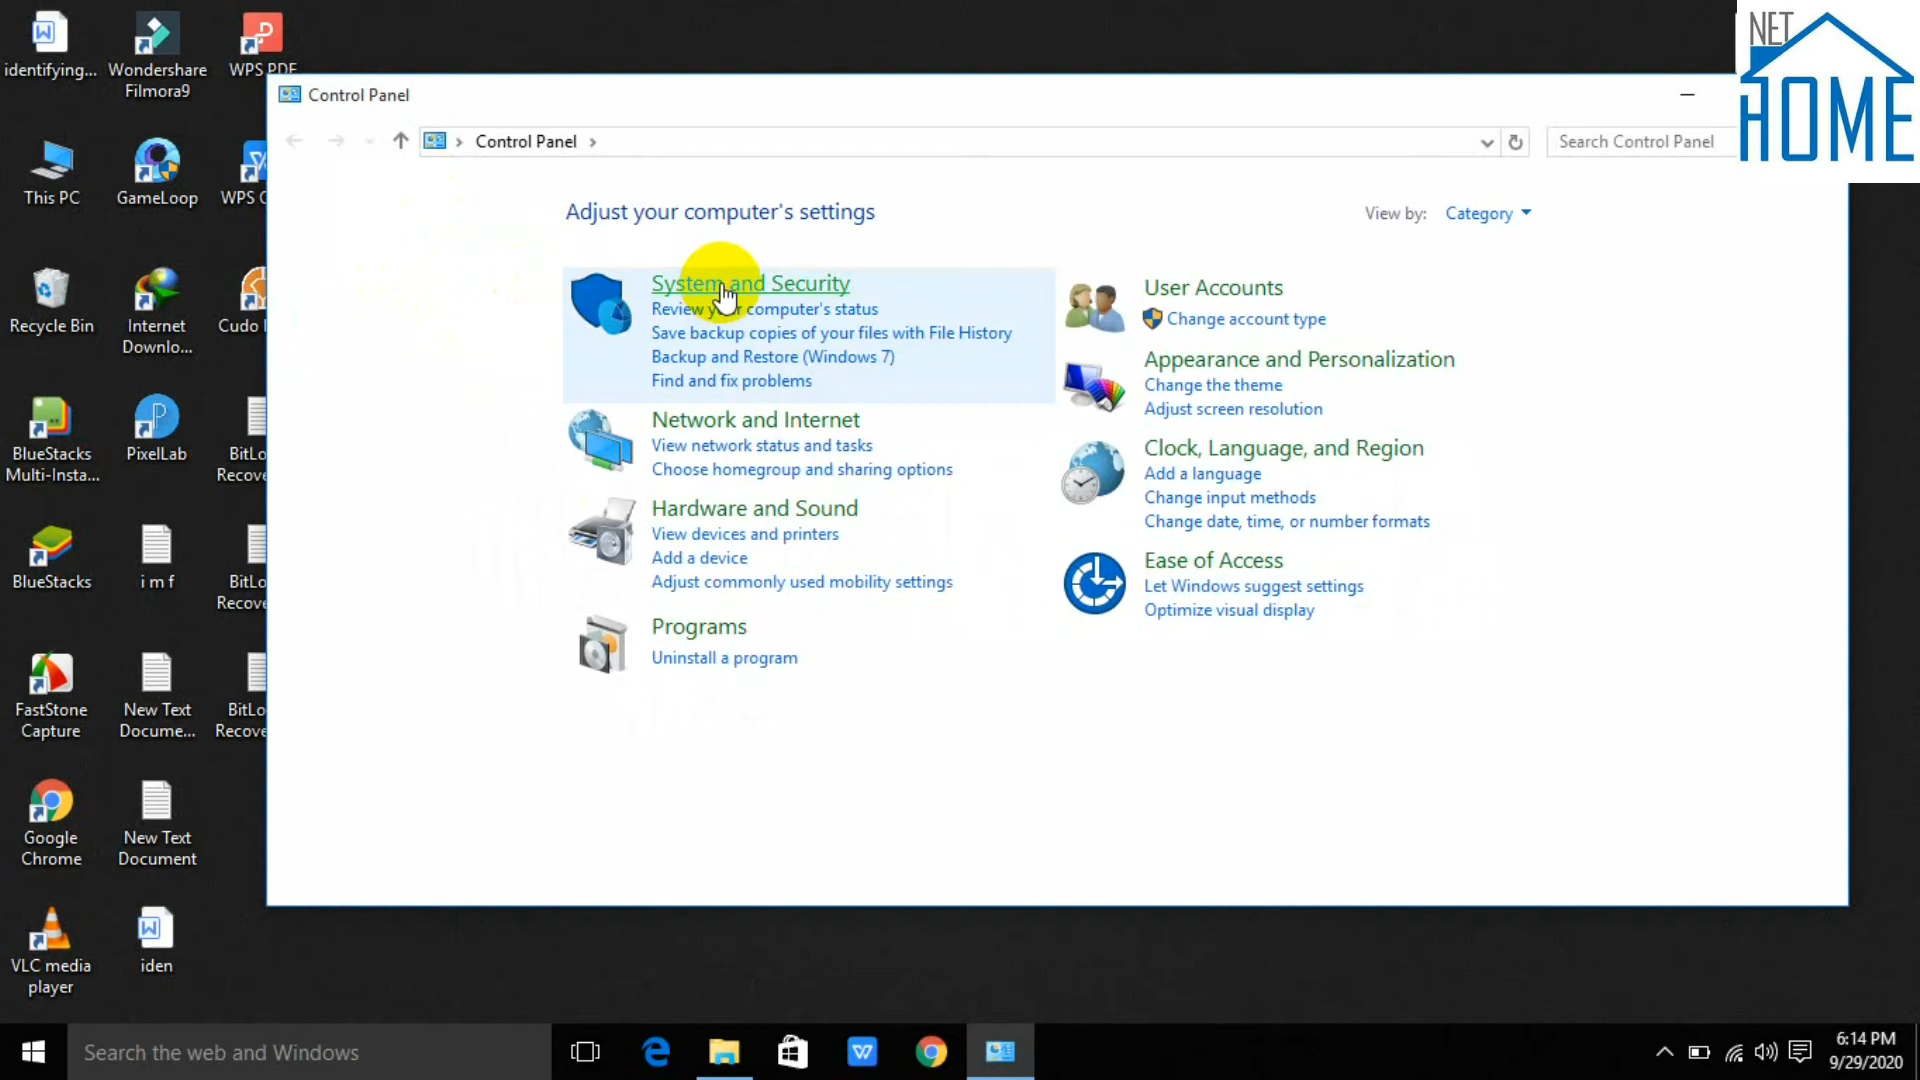 identifying...
Wondershare
Filmora9
WPS PDF
This PC
GameLoop
WPS
Recycle Bin
Internet
Downlo...
Cudo
BlueStacks
Multi-Insta...
PixelLab
BitLo
Recove
BlueStacks
i m f
BitLo
Recove
FastStone
Capture
New Text
Docume...
BitLo
Recove
Google
Chrome
New Text
Document
VLC media
player
iden
Control Panel
Control Panel
Search Control Panel
NET
HOME
Adjust your computer's settings
View by: Category
System and Security
Review your computer's status
Save backup copies of your files with File History
Backup and Restore (Windows 7)
Find and fix problems
Network and Internet
View network status and tasks
Choose homegroup and sharing options
Hardware and Sound
View devices and printers
Add a device
Adjust commonly used mobility settings
Programs
Uninstall a program
User Accounts
Change account type
Appearance and Personalization
Change the theme
Adjust screen resolution
Clock, Language, and Region
Add a language
Change input methods
Change date, time, or number formats
Ease of Access
Let Windows suggest settings
Optimize visual display
Search the web and Windows
6:14 PM
9/29/2020